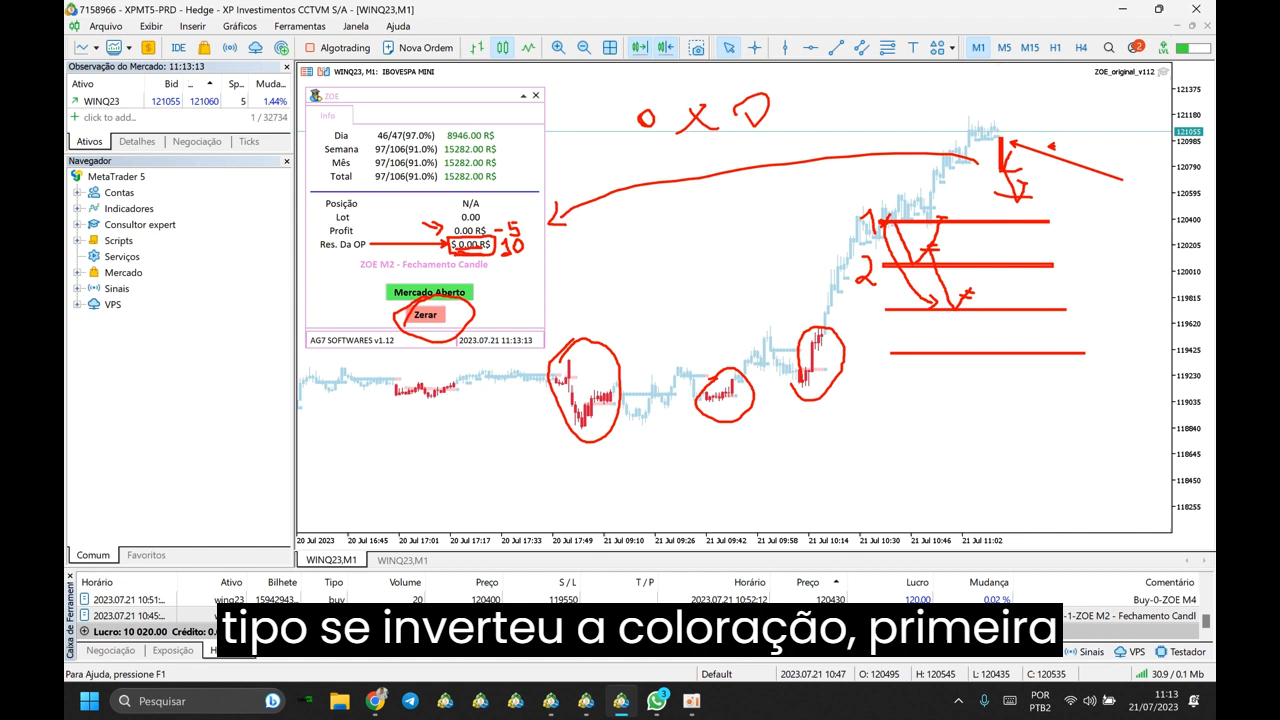 7158966 - XPMT5-PRD - Hedge - XP Investimentos CCTVM S/A - [WINQ23,M1]
Arquivo Exibir Inserir Gráficos Ferramentas Janela Ajuda
IDE Algotrading Nova Ordem M1 M5 M15 H1 H4 2 LVL
Observação do Mercado: 11:13:13
Ativo Bid ... Sp... Muda...
WINQ23 121055 121060 5 1.44%
click to add... 1 / 32734
Ativos Detalhes Negociação Ticks
Navegador
MetaTrader 5
Contas
Indicadores
Consultor expert
Scripts
Serviços
Mercado
Sinais
VPS
Comum Favoritos
WINQ23, M1: IBOVESPA MINI
ZOE_original_v112
ZOE
Info
Dia 46/47(97.0%) 8946.00 R$
Semana 97/106(91.0%) 15282.00 R$
Mês 97/106(91.0%) 15282.00 R$
Total 97/106(91.0%) 15282.00 R$
Posição N/A
Lot 0.00
Profit 0.00 R$ -5
Res. Da OP $ 0.00 R$ 10
ZOE M2 - Fechamento Candle
Mercado Aberto
Zerar
AG7 SOFTWARES v1.12 2023.07.21 11:13:13
0 X D
1
2
121375
121055
120985
120790
120595
120400
120205
120010
119815
119620
119425
119230
119035
118840
118645
118450
118255
20 Jul 2023 20 Jul 16:45 20 Jul 17:01 20 Jul 17:17 20 Jul 17:33 20 Jul 17:49 21 Jul 09:10 21 Jul 09:26 21 Jul 09:42 21 Jul 09:58 21 Jul 10:14 21 Jul 10:30 21 Jul 10:46 21 Jul 11:02
WINQ23,M1 WINQ23,M1
Caixa de Ferrament
Horário Ativo Bilhete Tipo Volume Preço S / L T / P Horário Preço Lucro Mudança Comentário
2023.07.21 10:51:... winq23 15942943... buy 20 120400 119550 2023.07.21 10:52:12 120430 120.00 0.02 % Buy-0-ZOE M4
2023.07.21 10:45... -1-ZOE M2 - Fechamento Candl
Lucro: 10 020.00 Crédito:
tipo se inverteu a coloração, primeira
Negociação Exposição Sinais VPS Testador
Para Ajuda, pressione F1 Default 2023.07.21 10:47 O: 120495 H: 120545 L: 120435 C: 120535 30.9 / 0.1 Mb
Pesquisar 3 POR PTB2 11:13 21/07/2023